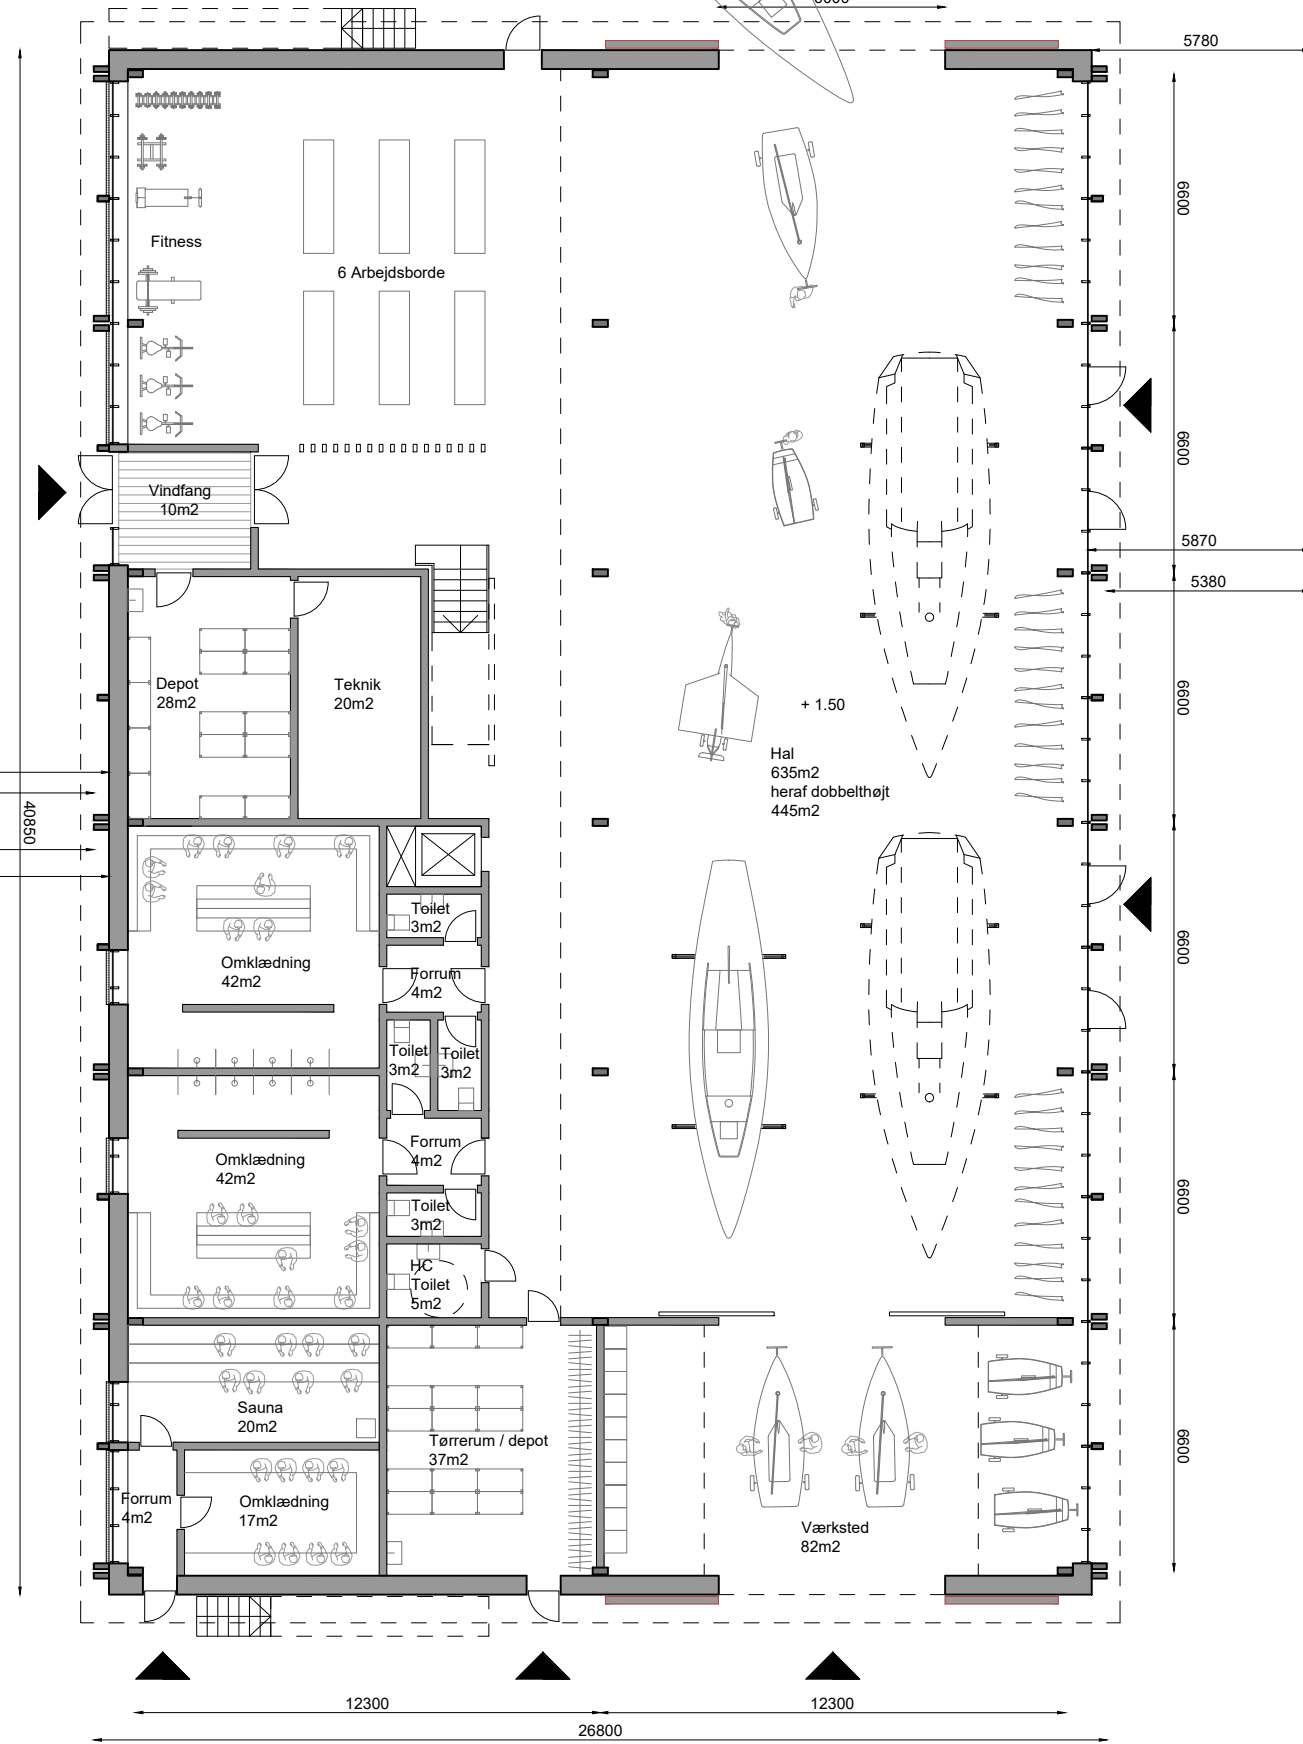 5780
Fitness
6 Arbejdsborde
6600
Vindfang
10m2
6600
5870
5380
Depot
28m2
Teknik
20m2
+ 1.50
6600
Hal
635m2
heraf dobbelthøjt
445m2
40850
Toilet
3m2
Omklædning
42m2
Forrum
4m2
6600
Toilet
3m2
Toilet
3m2
Omklædning
42m2
Forrum
4m2
Toilet
3m2
6600
HC
Toilet
5m2
Sauna
20m2
Tørrerum / depot
37m2
6600
Forrum
4m2
Omklædning
17m2
Værksted
82m2
12300
12300
26800